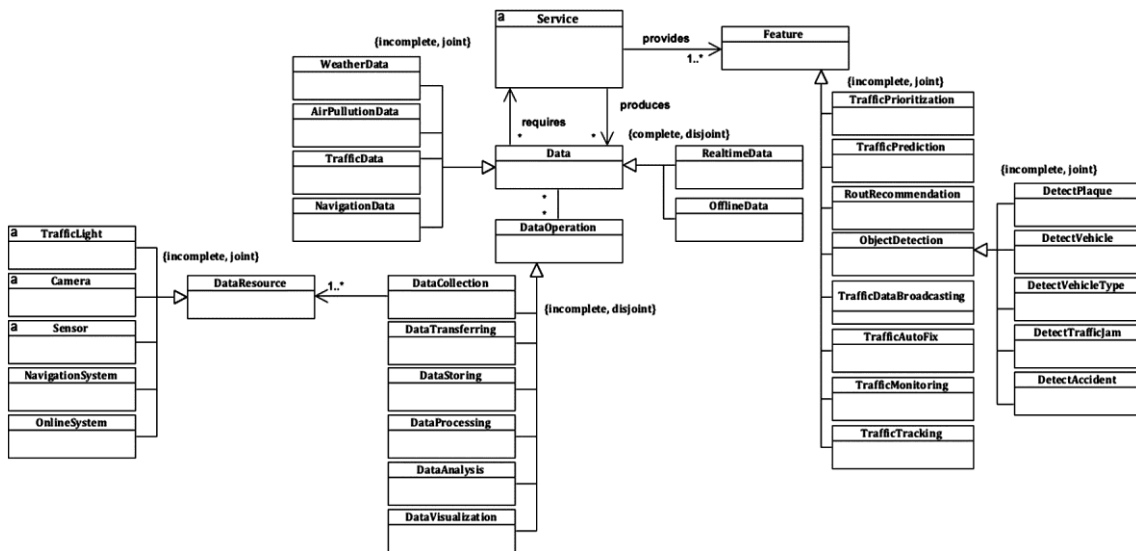 a Service
{incomplete, joint}
provides
Feature
1..*
WeatherData
{incomplete, joint}
AirPullutionData
TrafficPrioritization
produces
requires
*
*
{complete, disjoint}
TrafficData
Data
RealtimeData
TrafficPrediction
{incomplete, joint}
NavigationData
*
*
OfflineData
RoutRecommendation
DetectPlaque
DataOperation
a TrafficLight
ObjectDetection
DetectVehicle
{incomplete, joint}
a Camera
DataResource
1..*
DataCollection
TrafficDataBroadcasting
DetectVehicleType
{incomplete, disjoint}
a Sensor
DataTransferring
TrafficAutoFix
DetectTrafficJam
NavigationSystem
DataStoring
TrafficMonitoring
DetectAccident
OnlineSystem
DataProcessing
TrafficTracking
DataAnalysis
DataVisualization